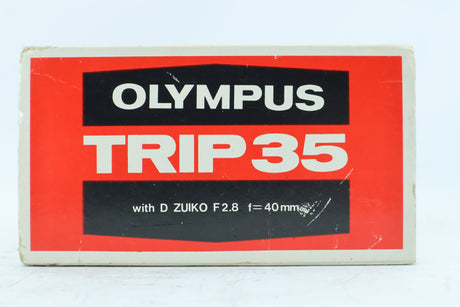 OLYMPUS
TRIP 35
with D ZUIKO F2.8 f=40mm